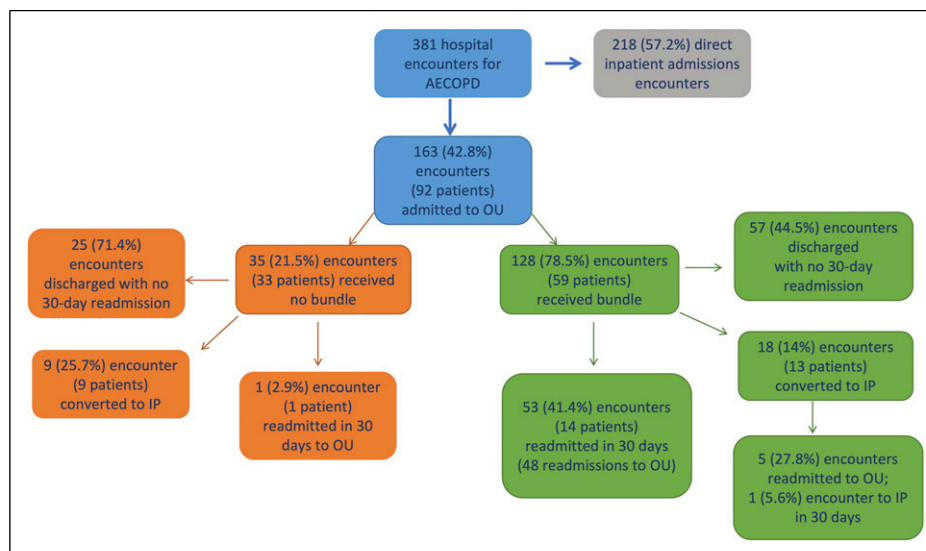 381 hospital
encounters for
AECOPD
218 (57.2%) direct
inpatient admissions
encounters
163 (42.8%)
encounters
(92 patients)
admitted to OU
25 (71.4%)
encounters
discharged with no
30-day readmission
35 (21.5%) encounters
(33 patients) received
no bundle
128 (78.5%) encounters
(59 patients)
received bundle
57 (44.5%) encounters
discharged
with no 30-day
readmission
9 (25.7%) encounter
(9 patients)
converted to IP
1 (2.9%) encounter
(1 patient)
readmitted in 30
days to OU
53 (41.4%) encounters
(14 patients)
readmitted in 30 days
(48 readmissions to OU)
18 (14%) encounters
(13 patients)
converted to IP
5 (27.8%) encounters
readmitted to OU;
1 (5.6%) encounter to IP
in 30 days